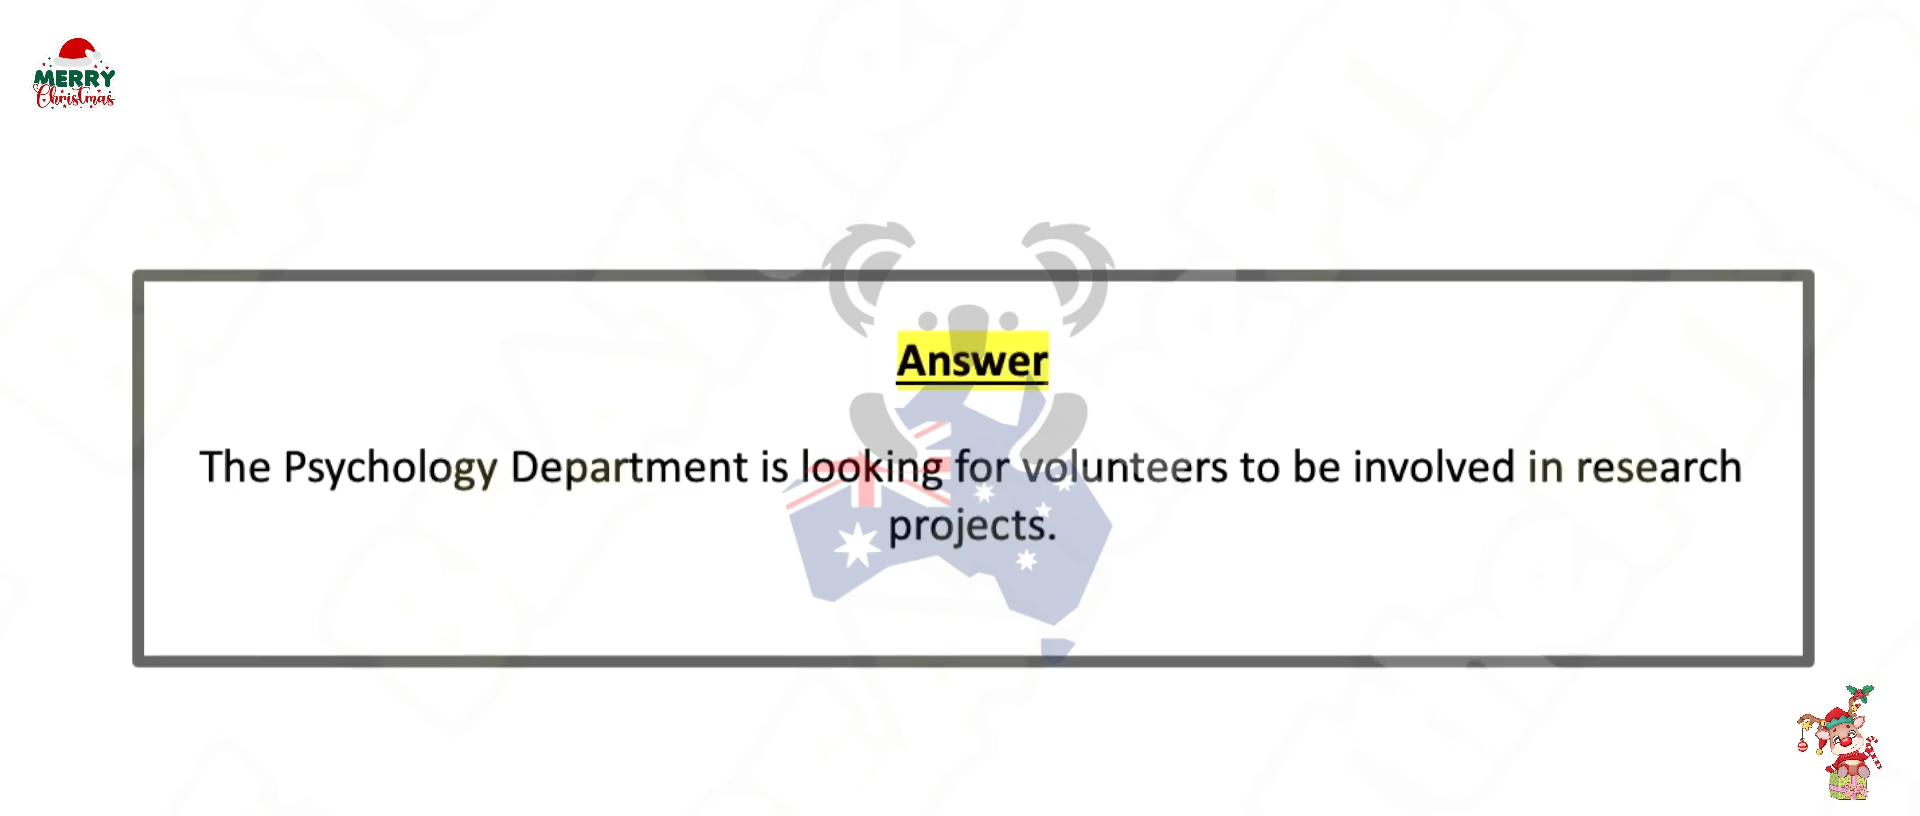 MERRY
Christmas
Answer
The Psychology Department is looking for volunteers to be involved in research
projects.